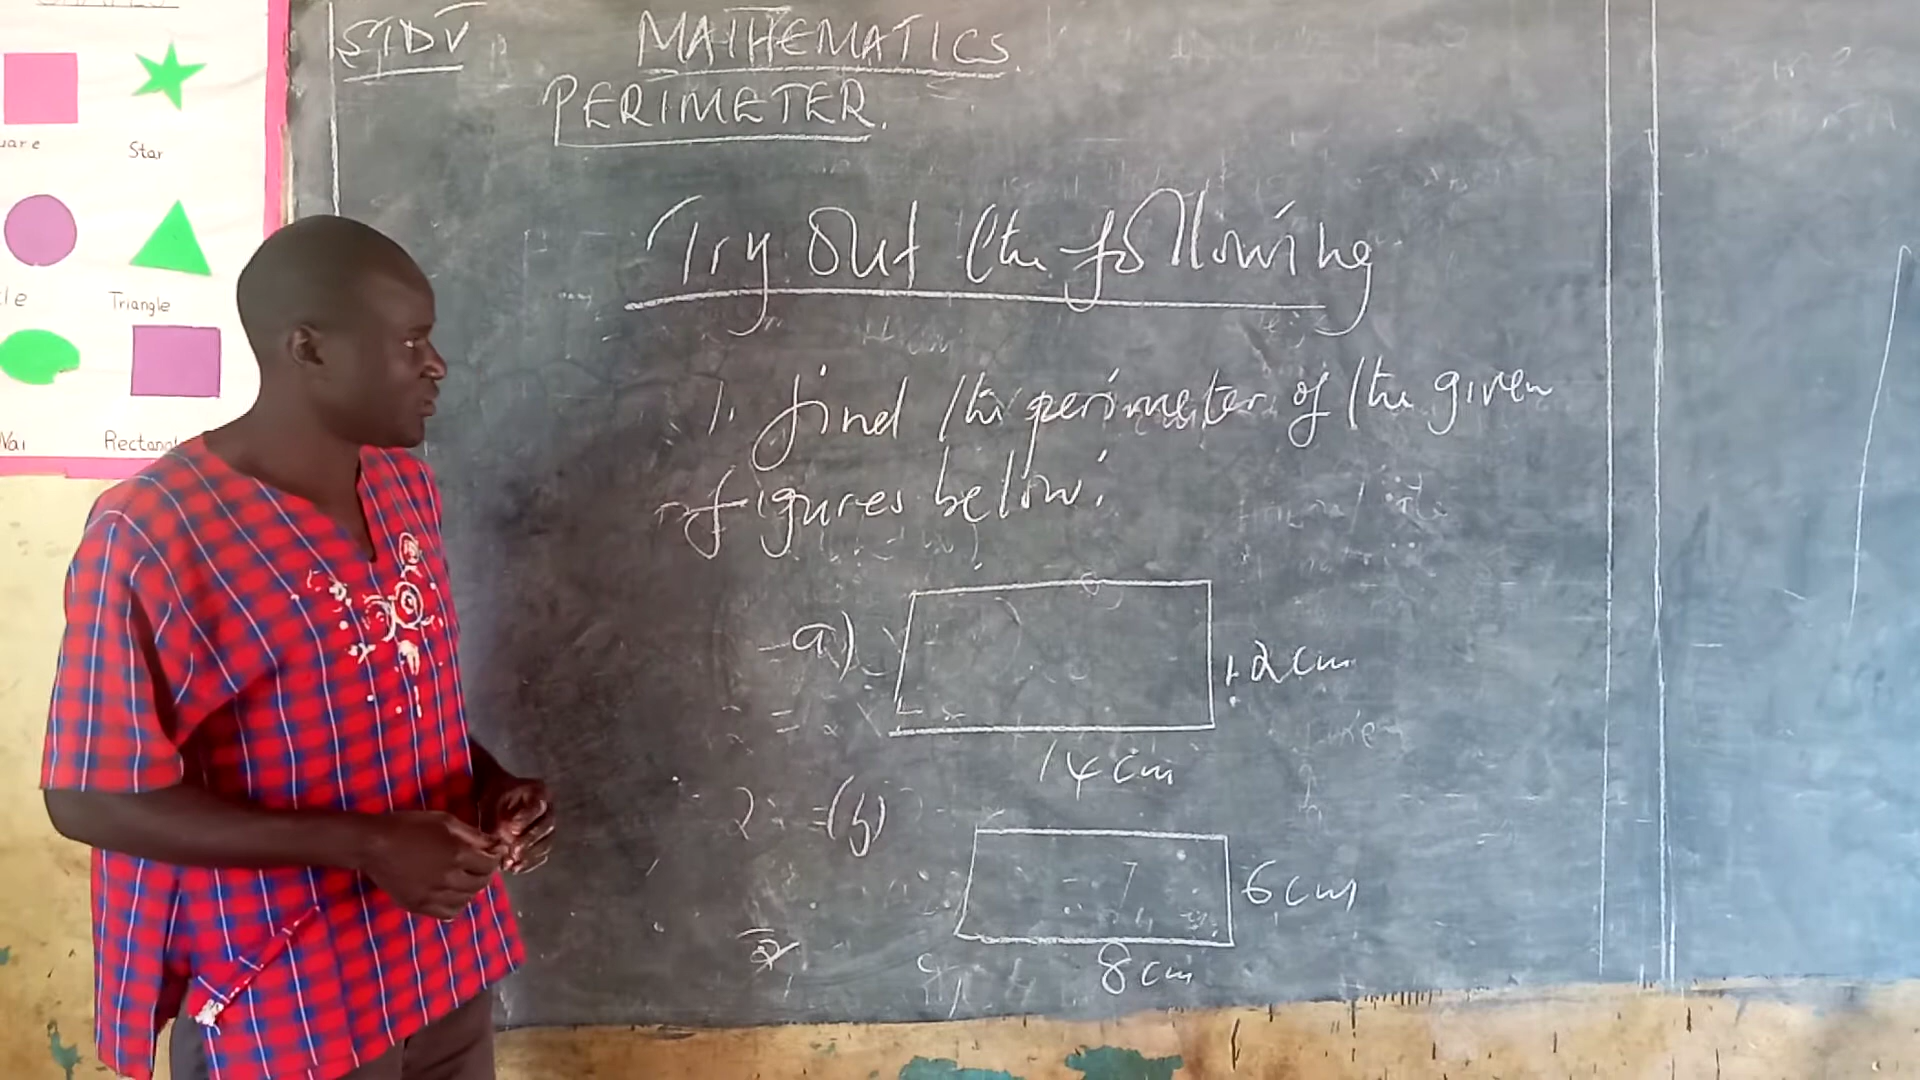 Star
Triangle
Rectang
STD V
MATHEMATICS
PERIMETER.
Try Out the following
1. find the perimeter of the given
figures below.
a)
12cm
14cm
(b)
6cm
8cm